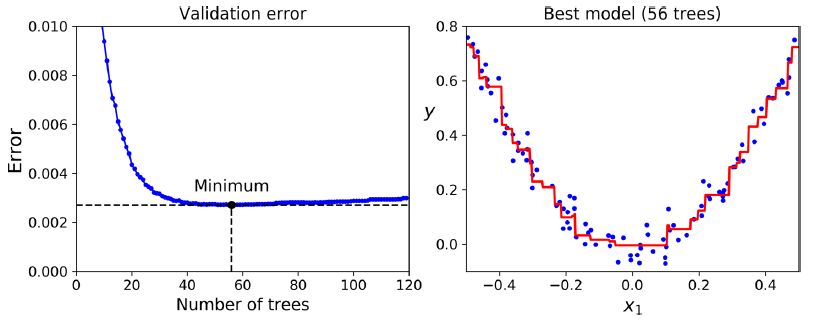 Validation error
0.010
0.008
0.006
0.004
0.002
0.000
Error
Minimum
0 20 40 60 80 100 120
Number of trees
Best model (56 trees)
0.8
0.6
0.4
0.2
0.0
y
−0.4 −0.2 0.0 0.2 0.4
x₁